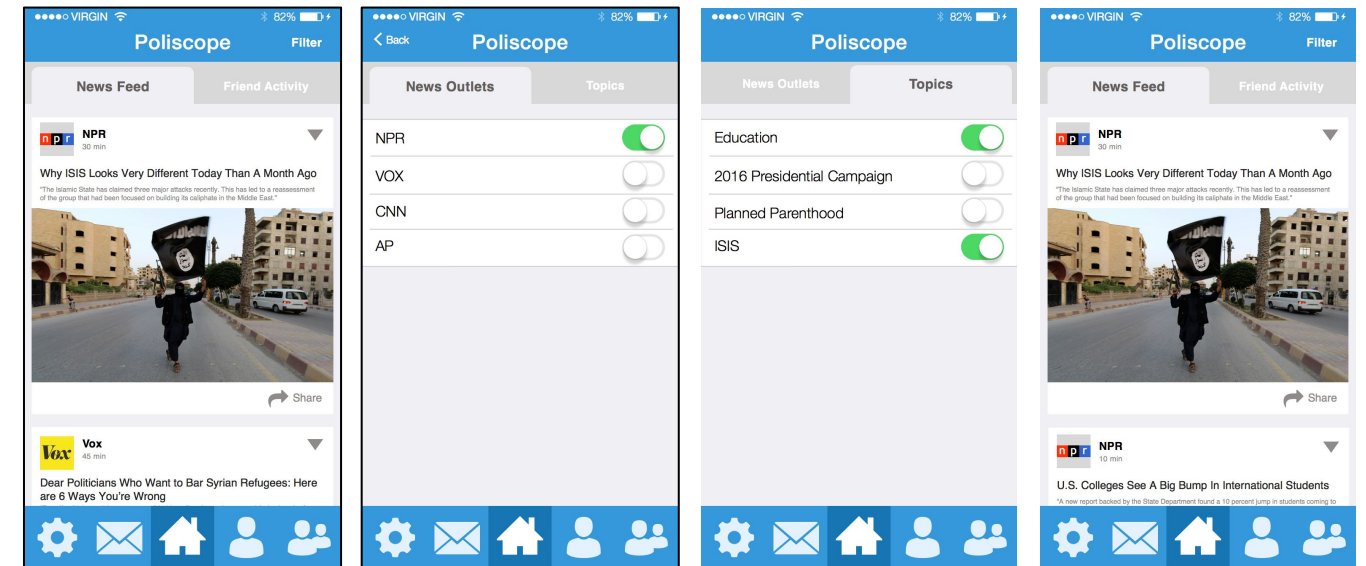 VIRGIN 82%
Poliscope Filter
News Feed Friend Activity
npr NPR
30 min
Why ISIS Looks Very Different Today Than A Month Ago
"The Islamic State has claimed three major attacks recently. This has led to a reassessment
of the group that had been focused on building its caliphate in the Middle East."
Share
Vox Vox
45 min
Dear Politicians Who Want to Bar Syrian Refugees: Here
are 6 Ways You're Wrong
VIRGIN 82%
Back Poliscope
News Outlets Topics
NPR
VOX
CNN
AP
VIRGIN 82%
Poliscope
News Outlets Topics
Education
2016 Presidential Campaign
Planned Parenthood
ISIS
VIRGIN 82%
Poliscope Filter
News Feed Friend Activity
npr NPR
30 min
Why ISIS Looks Very Different Today Than A Month Ago
"The Islamic State has claimed three major attacks recently. This has led to a reassessment
of the group that had been focused on building its caliphate in the Middle East."
Share
npr NPR
10 min
U.S. Colleges See A Big Bump In International Students
"A new report backed by the State Department found a 10 percent jump in students coming to